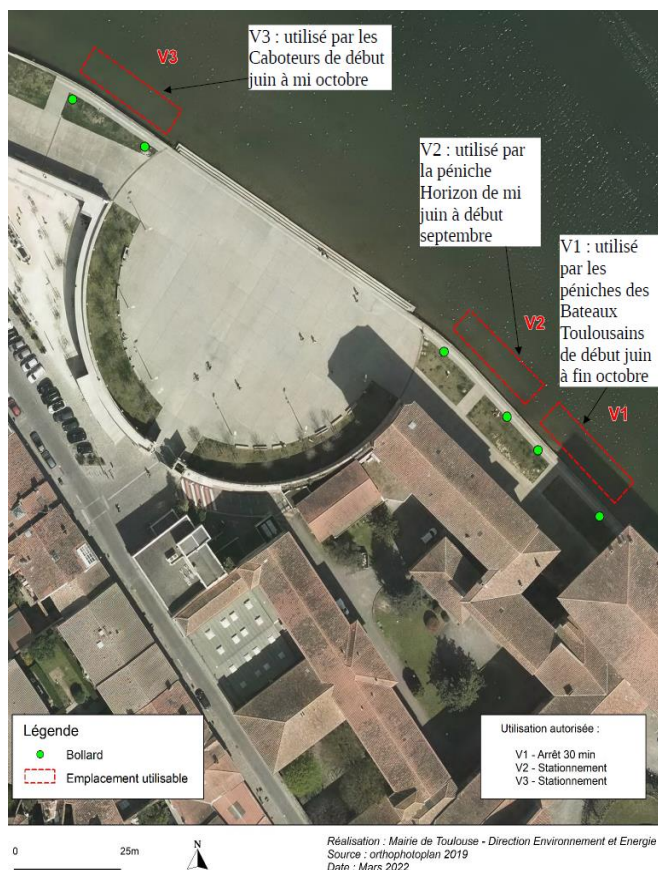 V3 : utilisé par les
Caboteurs de début
juin à mi octobre
V3
V2 : utilisé par
la péniche
Horizon de mi
juin à début
septembre
V1 : utilisé
par les
péniches des
Bateaux
Toulousains
de début juin
à fin octobre
V2
V1
Légende
Bollard
Emplacement utilisable
Utilisation autorisée :
V1 - Arrêt 30 min
V2 - Stationnement
V3 - Stationnement
0 25m
N
Réalisation : Mairie de Toulouse - Direction Environnement et Energie
Source : orthophotoplan 2019
Date : Mars 2022